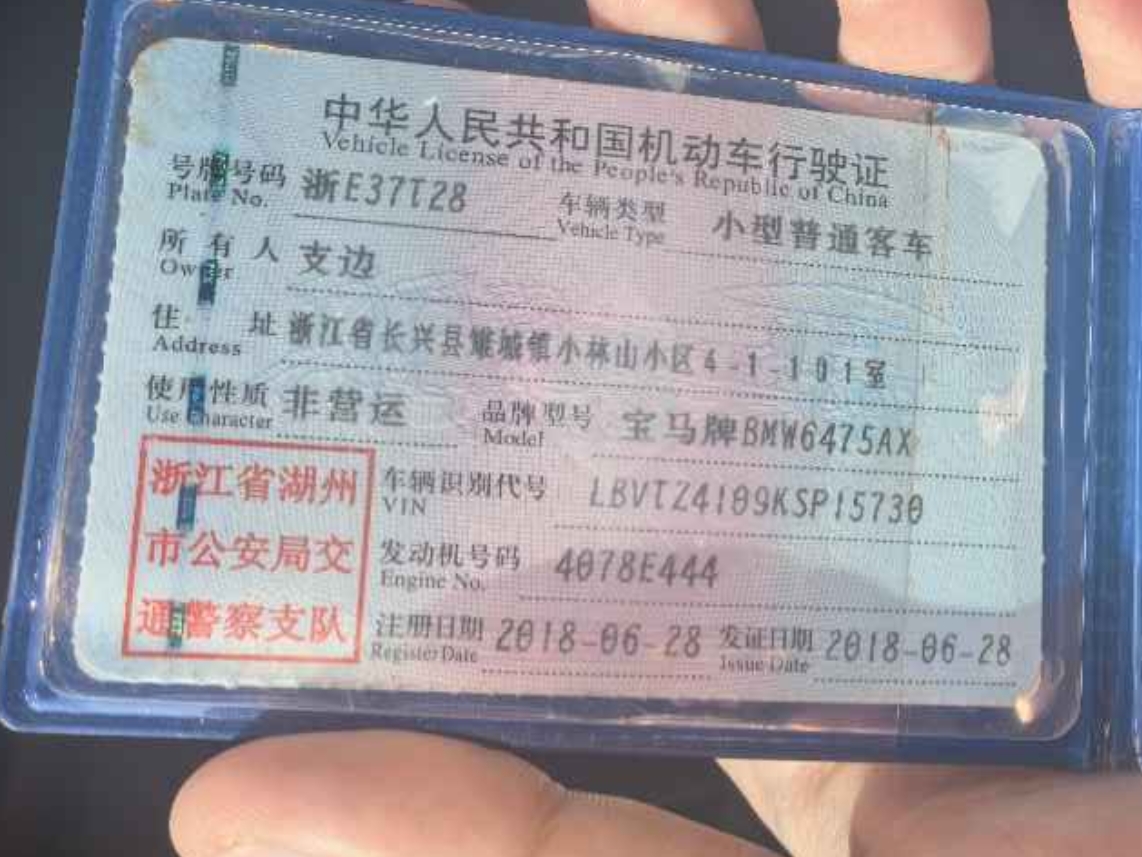 中华人民共和国机动车行驶证
Vehicle License of the People's Republic of China
号牌号码 浙E37T28 车辆类型 小型普通客车
Plate No. Vehicle Type
所有人 支边
Owner
住址 浙江省长兴县雉城镇小林山小区4-1-101室
Address
使用性质 非营运 品牌型号 宝马牌BMW6475AX
Use Character Model
浙江省湖州
市公安局交
通警察支队
车辆识别代号 LBVTZ4109KSP15730
VIN
发动机号码 4078E444
Engine No.
注册日期 2018-06-28 发证日期 2018-06-28
Register Date Issue Date